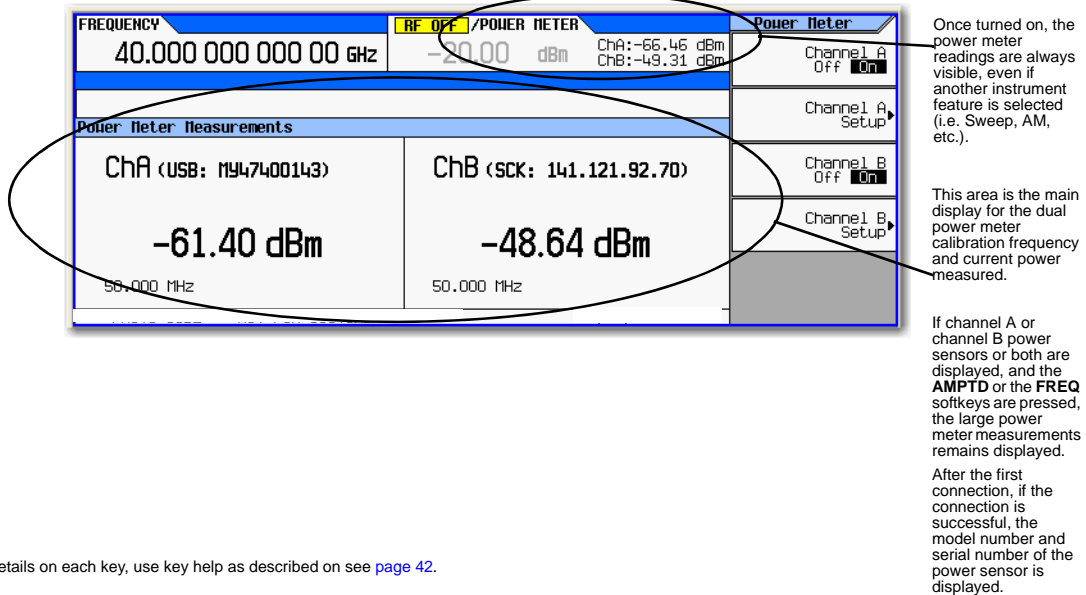 FREQUENCY
RF OFF /POWER METER
Power Meter
40.000 000 000 00 GHz
-20.00 dBm
ChA:-66.46 dBm
ChB:-49.31 dBm
Channel A
Off On
Channel A
Setup
Channel B
Off On
Channel B
Setup
Power Meter Measurements
ChA (USB: MY47400143)
-61.40 dBm
50.000 MHz
ChB (SCK: 141.121.92.70)
-48.64 dBm
50.000 MHz
Once turned on, the
power meter
readings are always
visible, even if
another instrument
feature is selected
(i.e. Sweep, AM,
etc.).
This area is the main
display for the dual
power meter
calibration frequency
and current power
measured.
If channel A or
channel B power
sensors or both are
displayed, and the
AMPTD or the FREQ
softkeys are pressed,
the large power
meter measurements
remains displayed.
After the first
connection, if the
connection is
successful, the
model number and
serial number of the
power sensor is
displayed.
etails on each key, use key help as described on see page 42.